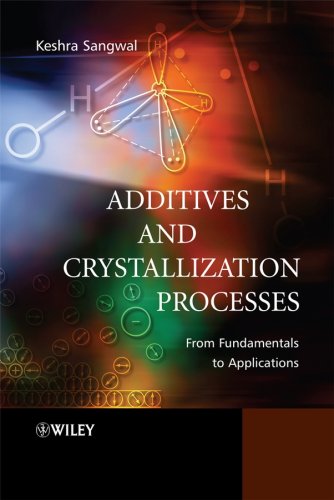 Keshra Sangwal
H
H
ADDITIVES
AND
CRYSTALLIZATION
PROCESSES
From Fundamentals
to Applications
WILEY